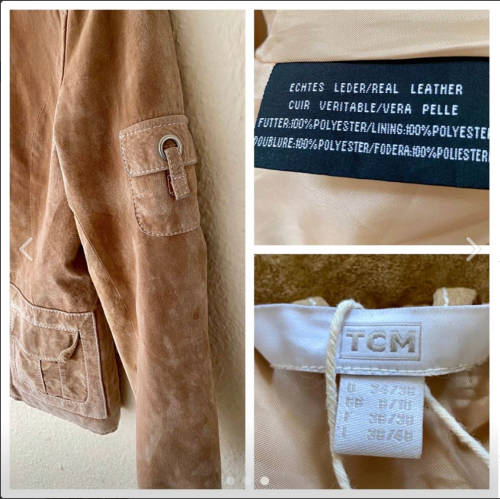 ECHTES LEDER/REAL LEATHER
CUIR VERITABLE/VERA PELLE
FUTTER:100%POLYESTER/LINING:100%POLYESTE
DOUBLURE:100%POLYESTER/FODERA:100%POLIESTER
TCM
D 34/36
GB 8/10
F 36/38
I 38/40